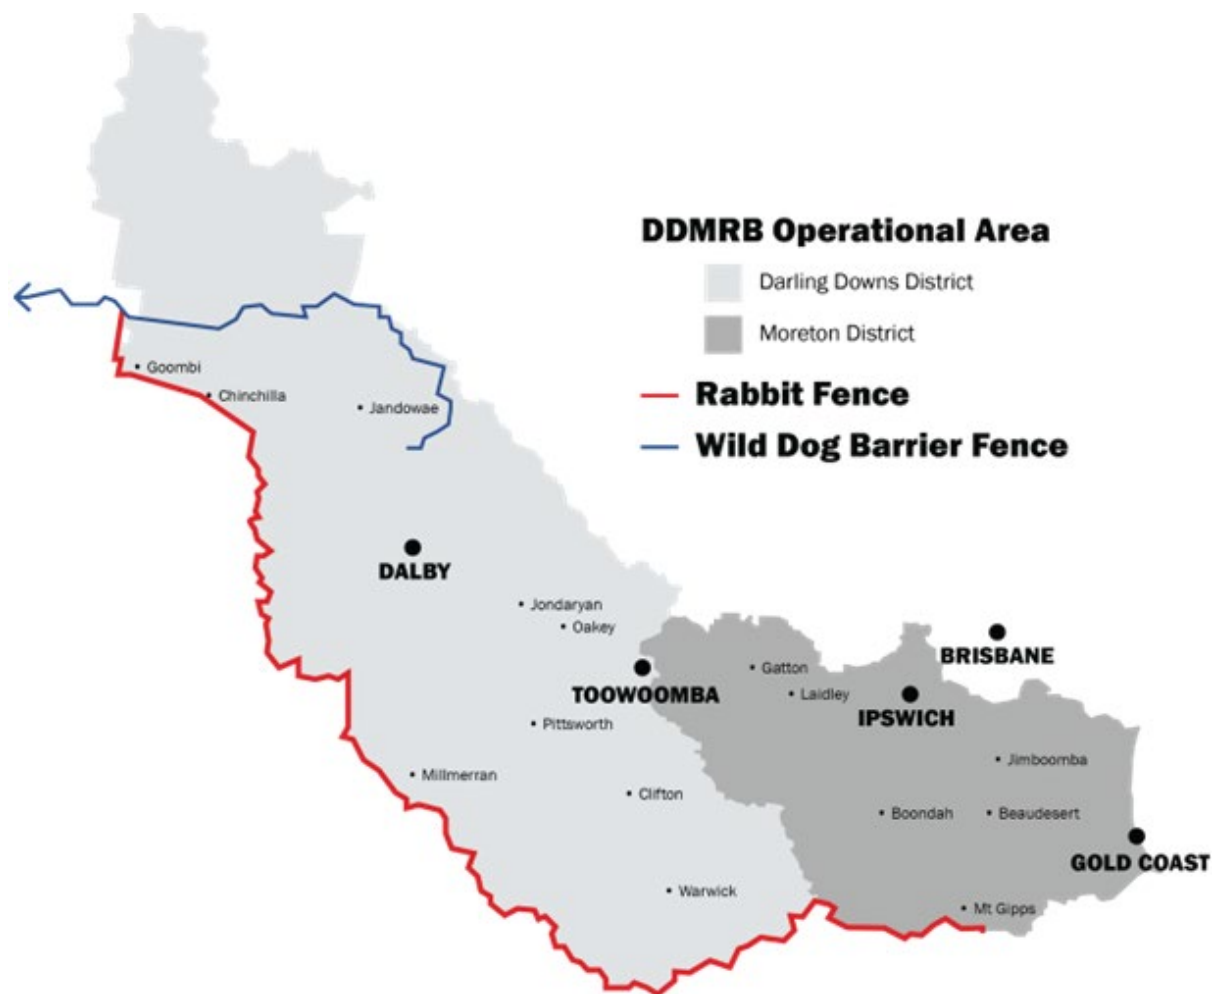 DDMRB Operational Area
Darling Downs District
Moreton District
Rabbit Fence
Wild Dog Barrier Fence
Goombi
Chinchilla
Jandowae
DALBY
Jondaryan
Oakey
BRISBANE
TOOWOOMBA
Gatton
Laidley
IPSWICH
Pittsworth
Jimboomba
Millmerran
Clifton
Boondah
Beaudesert
GOLD COAST
Warwick
Mt Gipps